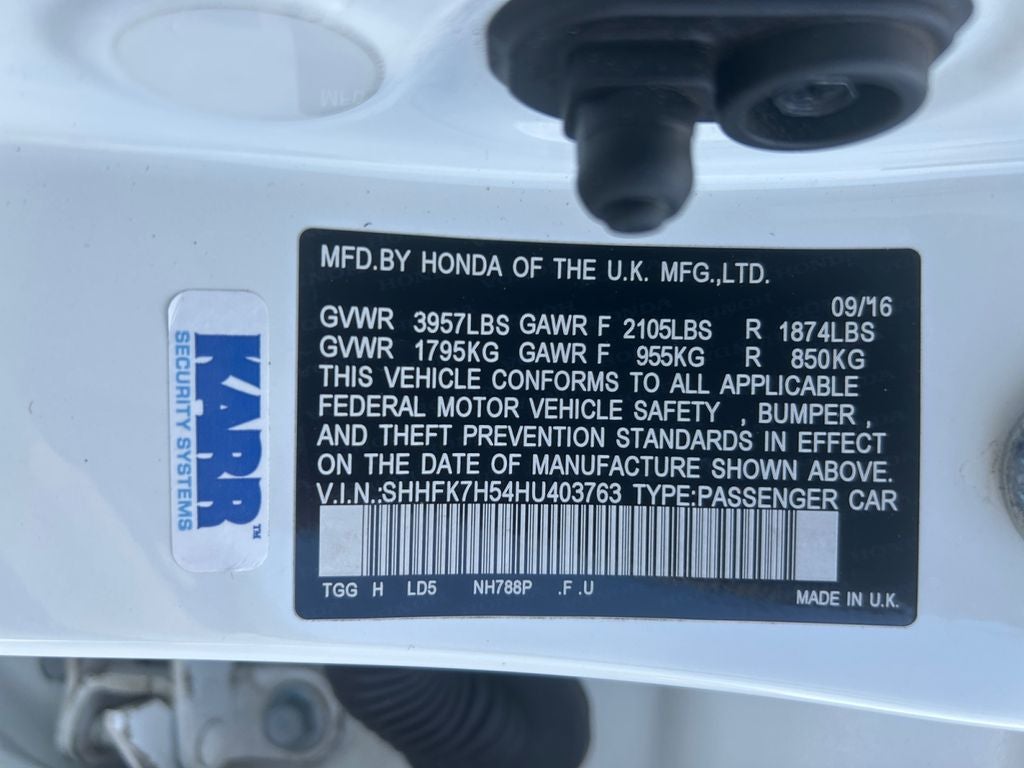 MFD.BY HONDA OF THE U.K. MFG.,LTD.
09/16
GVWR 3957LBS GAWR F 2105LBS R 1874LBS
GVWR 1795KG GAWR F 955KG R 850KG
THIS VEHICLE CONFORMS TO ALL APPLICABLE
FEDERAL MOTOR VEHICLE SAFETY , BUMPER ,
AND THEFT PREVENTION STANDARDS IN EFFECT
ON THE DATE OF MANUFACTURE SHOWN ABOVE.
V.I.N.:SHHFK7H54HU403763 TYPE:PASSENGER CAR
TGG H LD5 NH788P .F .U
MADE IN U.K.
KARR™
SECURITY SYSTEMS